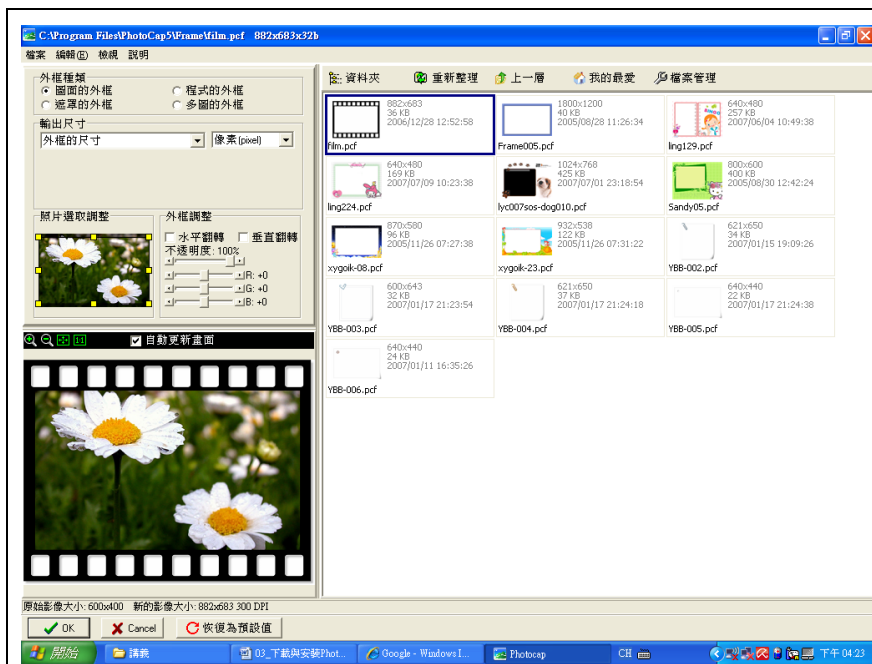 C:\Program Files\PhotoCap5\Frame\film.pcf 882x683x32b
檔案 編輯(E) 檢視 說明
外框種類
圖面的外框 程式的外框
遮罩的外框 多圖的外框
輸出尺寸
外框的尺寸 像素(pixel)
照片選取調整
外框調整
水平翻轉 垂直翻轉
不透明度: 100%
R: +0
G: +0
B: +0
自動更新畫面
資料夾 重新整理 上一層 我的最愛 檔案管理
882x683
36 KB
2006/12/28 12:52:58
film.pcf
1800x1200
40 KB
2005/08/28 11:26:34
Frame005.pcf
640x480
257 KB
2007/06/04 10:49:38
ling129.pcf
640x480
169 KB
2007/07/09 10:23:38
ling224.pcf
1024x768
425 KB
2007/07/01 23:18:54
lyc007sos-dog010.pcf
800x600
400 KB
2005/08/30 12:42:24
Sandy05.pcf
870x580
96 KB
2005/11/26 07:27:38
xygoik-08.pcf
932x538
122 KB
2005/11/26 07:31:22
xygoik-23.pcf
621x650
34 KB
2007/01/15 19:09:26
YBB-002.pcf
600x643
32 KB
2007/01/17 21:23:54
YBB-003.pcf
621x650
37 KB
2007/01/17 21:24:18
YBB-004.pcf
640x440
22 KB
2007/01/17 21:24:38
YBB-005.pcf
640x440
24 KB
2007/01/11 16:35:26
YBB-006.pcf
原始影像大小: 600x400 新的影像大小: 882x683 300 DPI
OK Cancel 恢復為預設值
開始 講義 03_下載與安裝Phot... Google - Windows I... Photocap CH 下午 04:23